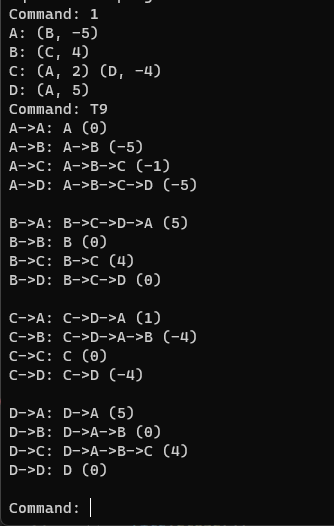 Command: 1
A: (B, -5)
B: (C, 4)
C: (A, 2) (D, -4)
D: (A, 5)
Command: T9
A->A: A (0)
A->B: A->B (-5)
A->C: A->B->C (-1)
A->D: A->B->C->D (-5)

B->A: B->C->D->A (5)
B->B: B (0)
B->C: B->C (4)
B->D: B->C->D (0)

C->A: C->D->A (1)
C->B: C->D->A->B (-4)
C->C: C (0)
C->D: C->D (-4)

D->A: D->A (5)
D->B: D->A->B (0)
D->C: D->A->B->C (4)
D->D: D (0)

Command: